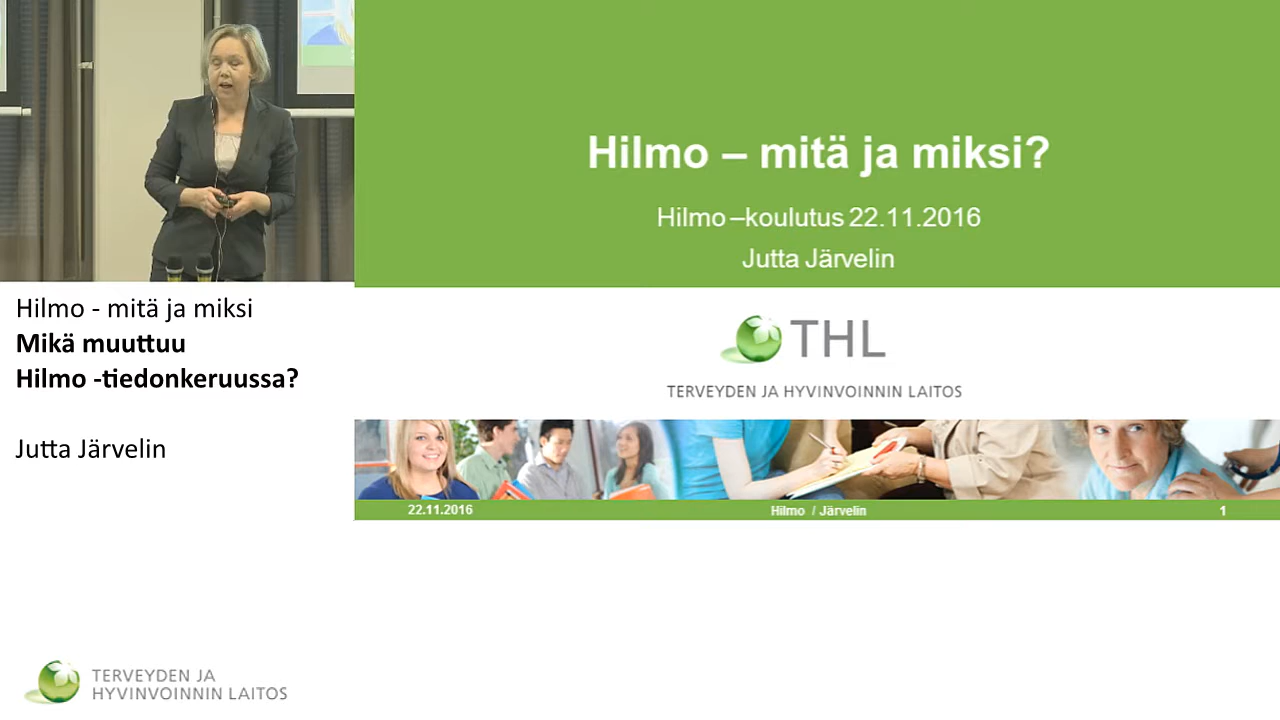 Hilmo – mitä ja miksi?
Hilmo –koulutus 22.11.2016
Jutta Järvelin
THL
TERVEYDEN JA HYVINVOINNIN LAITOS
22.11.2016 Hilmo / Järvelin 1
Hilmo - mitä ja miksi
Mikä muuttuu
Hilmo -tiedonkeruussa?
Jutta Järvelin
TERVEYDEN JA
HYVINVOINNIN LAITOS